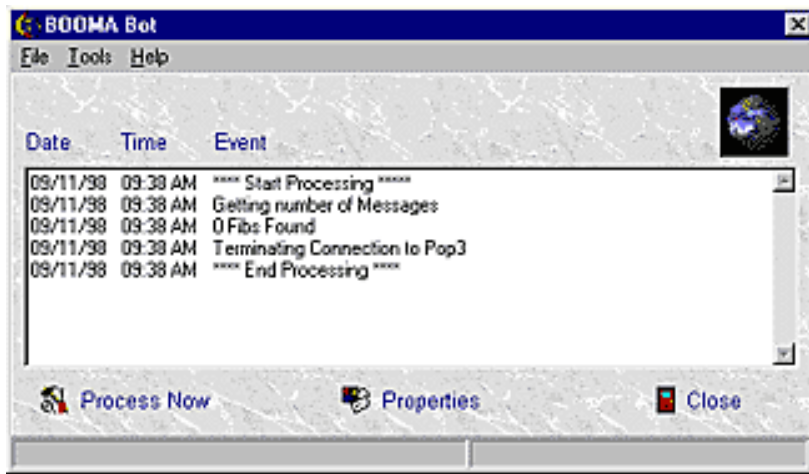 BOOMA Bot
File Tools Help
Date Time Event
09/11/98 09:38 AM **** Start Processing *****
09/11/98 09:38 AM Getting number of Messages
09/11/98 09:38 AM 0 Fibs Found
09/11/98 09:38 AM Terminating Connection to Pop3
09/11/98 09:38 AM **** End Processing ****
Process Now Properties Close